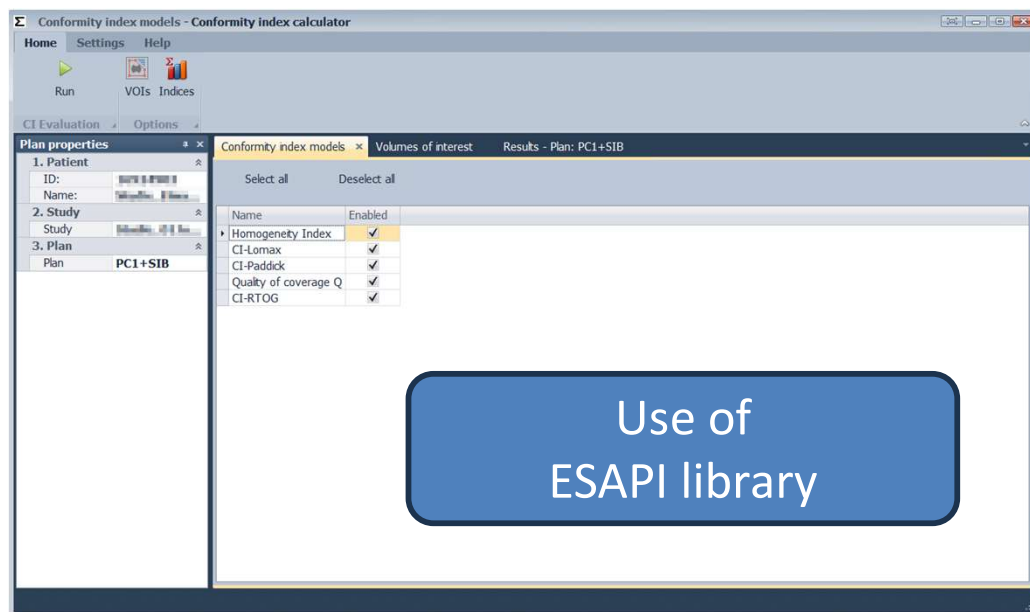 Σ Conformity index models - Conformity index calculator
Home Settings Help
Run VOIs Σ Indices
CI Evaluation Options
Plan properties
1. Patient
ID:
Name:
2. Study
Study
3. Plan
Plan PC1+SIB
Conformity index models Volumes of interest Results - Plan: PC1+SIB
Select all Deselect all
Name Enabled
Homogeneity Index
CI-Lomax
CI-Paddick
Quality of coverage Q
CI-RTOG
Use of
ESAPI library